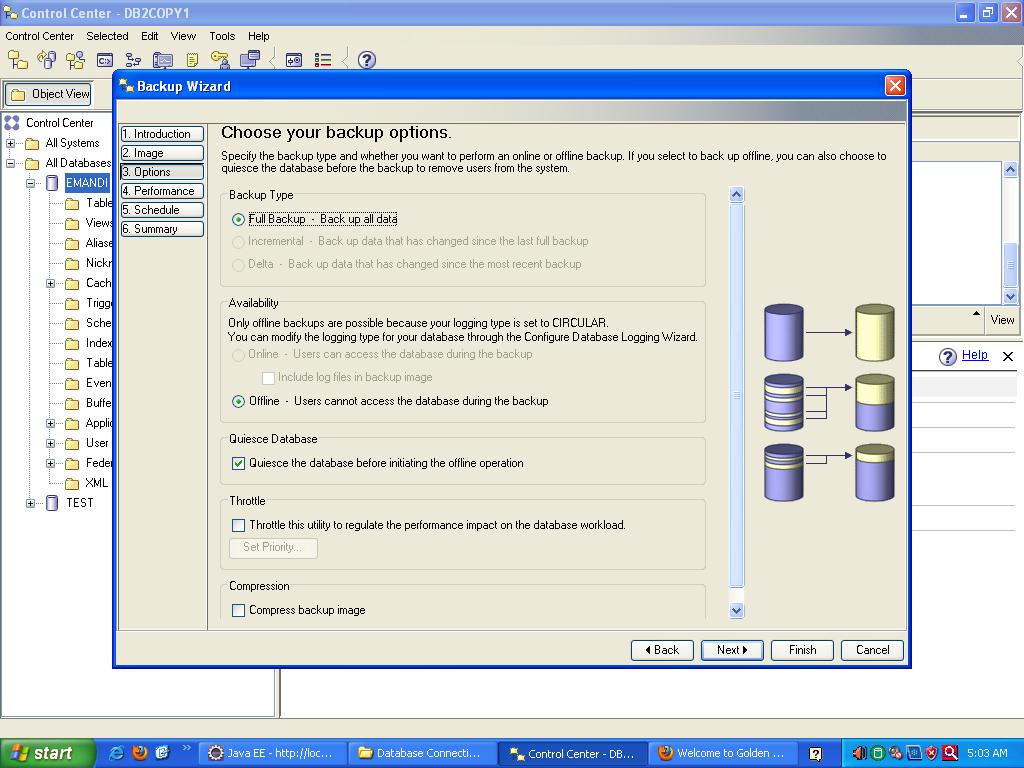 Control Center - DB2COPY1
Control Center Selected Edit View Tools Help
Object View
Control Center
All Systems
All Databases
EMANDI
Table
Views
Aliase
Nickn
Cach
Trigg
Sche
Index
Table
Even
Buffe
Applic
User
Feder
XML
TEST
Backup Wizard
1. Introduction
2. Image
3. Options
4. Performance
5. Schedule
6. Summary
Choose your backup options.
Specify the backup type and whether you want to perform an online or offline backup. If you select to back up offline, you can also choose to
quiesce the database before the backup to remove users from the system.
Backup Type
Full Backup - Back up all data
Incremental - Back up data that has changed since the last full backup
Delta - Back up data that has changed since the most recent backup
Availability
Only offline backups are possible because your logging type is set to CIRCULAR.
You can modify the logging type for your database through the Configure Database Logging Wizard.
Online - Users can access the database during the backup
Include log files in backup image
Offline - Users cannot access the database during the backup
Quiesce Database
Quiesce the database before initiating the offline operation
Throttle
Throttle this utility to regulate the performance impact on the database workload.
Set Priority...
Compression
Compress backup image
Back Next Finish Cancel
View
Help
start
Java EE - http://loc...
Database Connecti...
Control Center - DB...
Welcome to Golden ...
5:03 AM